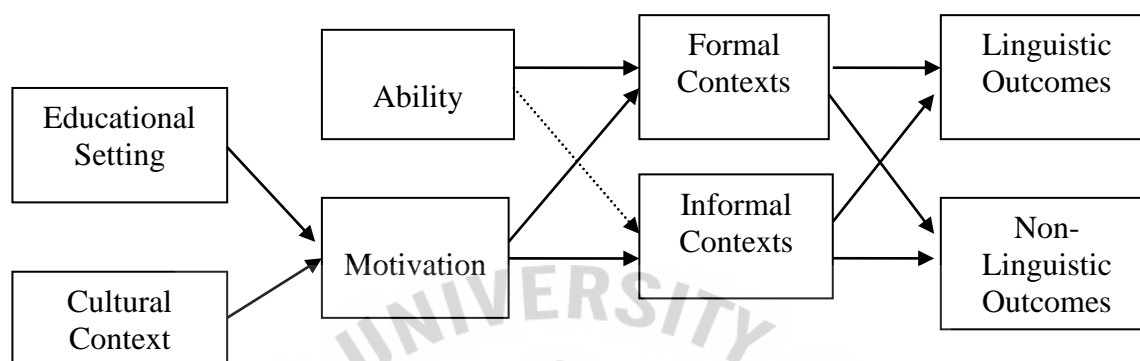 Educational
Setting
Cultural
Context
Ability
Motivation
Formal
Contexts
Informal
Contexts
Linguistic
Outcomes
Non-
Linguistic
Outcomes
UNIVERSITY